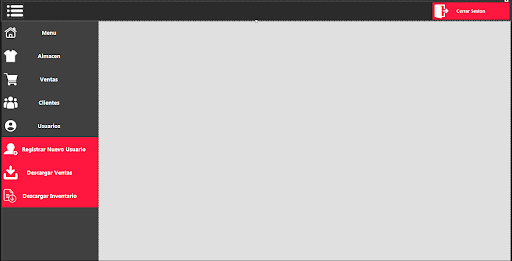 Cerrar Sesion
Menu
Almacen
Ventas
Clientes
Usuarios
Registrar Nuevo Usuario
Descargar Ventas
Descargar Inventario